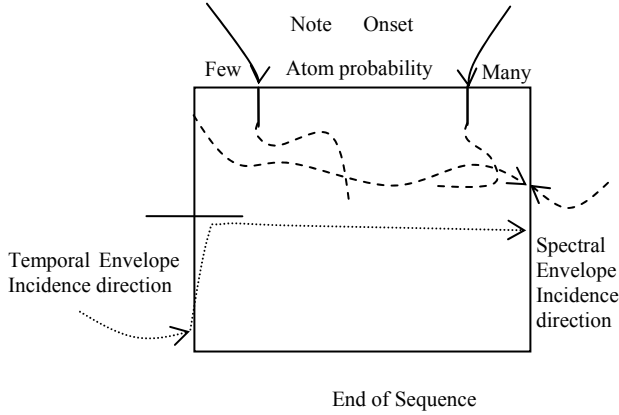 Note Onset
Few Atom probability Many
Temporal Envelope
Incidence direction
Spectral
Envelope
Incidence
direction
End of Sequence